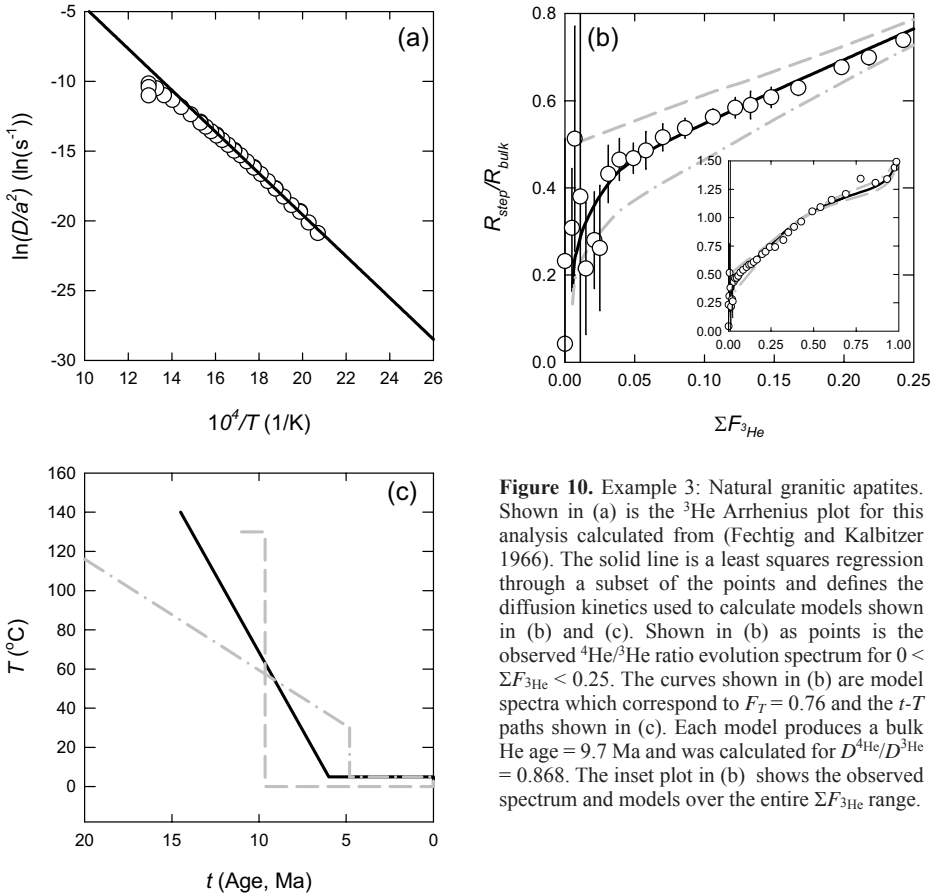 (a)
-5
-10
-15
-20
-25
-30
ln(D/a²) (ln(s⁻¹))
10 12 14 16 18 20 22 24 26
10⁴/T (1/K)
(b)
0.8
0.6
0.4
0.2
0.0
R_step/R_bulk
0.00 0.05 0.10 0.15 0.20 0.25
ΣF_³He
1.50
1.25
1.00
0.75
0.50
0.25
0.00
0.00 0.25 0.50 0.75 1.00
(c)
160
140
120
100
80
60
40
20
0
T (°C)
20 15 10 5 0
t (Age, Ma)
Figure 10. Example 3: Natural granitic apatites.
Shown in (a) is the ³He Arrhenius plot for this
analysis calculated from (Fechtig and Kalbitzer
1966). The solid line is a least squares regression
through a subset of the points and defines the
diffusion kinetics used to calculate models shown
in (b) and (c). Shown in (b) as points is the
observed ⁴He/³He ratio evolution spectrum for 0 <
ΣF_³He < 0.25. The curves shown in (b) are model
spectra which correspond to F_T = 0.76 and the t-T
paths shown in (c). Each model produces a bulk
He age = 9.7 Ma and was calculated for D^⁴He/D^³He
= 0.868. The inset plot in (b) shows the observed
spectrum and models over the entire ΣF_³He range.